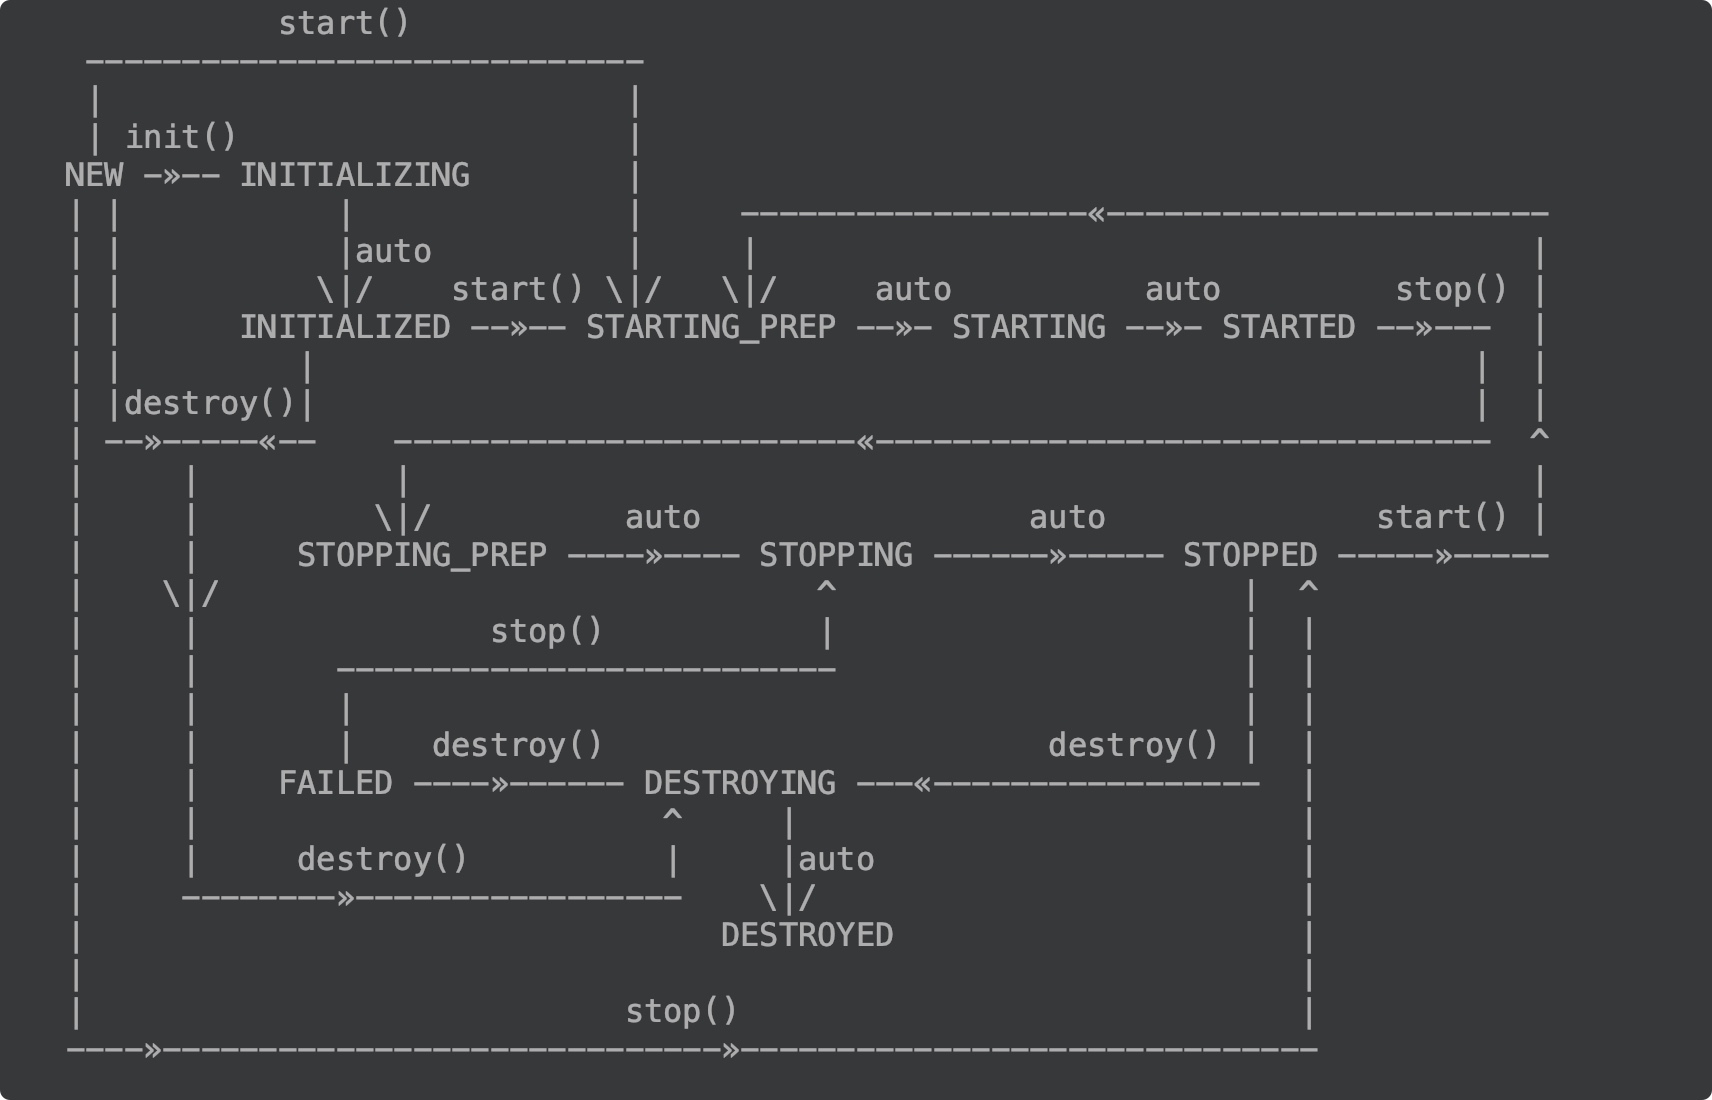 start()
  -----------------------------
  |                           |
  | init()                    |
NEW -»-- INITIALIZING         |
| |           |               |     ------------------«-----------------------
| |           |auto           |     |                                        |
| |          \|/    start() \|/   \|/     auto          auto         stop() |
| |      INITIALIZED --»-- STARTING_PREP --»- STARTING --»- STARTED --»---  |
| |         |                                                            |  |
| |destroy()|                                                            |  |
| --»-----«--    ------------------------«--------------------------------  ^
|     |          |                                                          |
|     |         \|/          auto                 auto              start() |
|     |     STOPPING_PREP ----»---- STOPPING ------»----- STOPPED -----»-----
|    \|/                               ^                     |  ^
|     |               stop()           |                     |  |
|     |       --------------------------                     |  |
|     |       |                                              |  |
|     |       |    destroy()                       destroy() |  |
|     |    FAILED ----»------ DESTROYING ---«-----------------  |
|     |                        ^     |                          |
|     |     destroy()          |     |auto                      |
|     --------»-----------------    \|/                         |
|                                 DESTROYED                     |
|                                                               |
|                            stop()                             |
----»-----------------------------»------------------------------